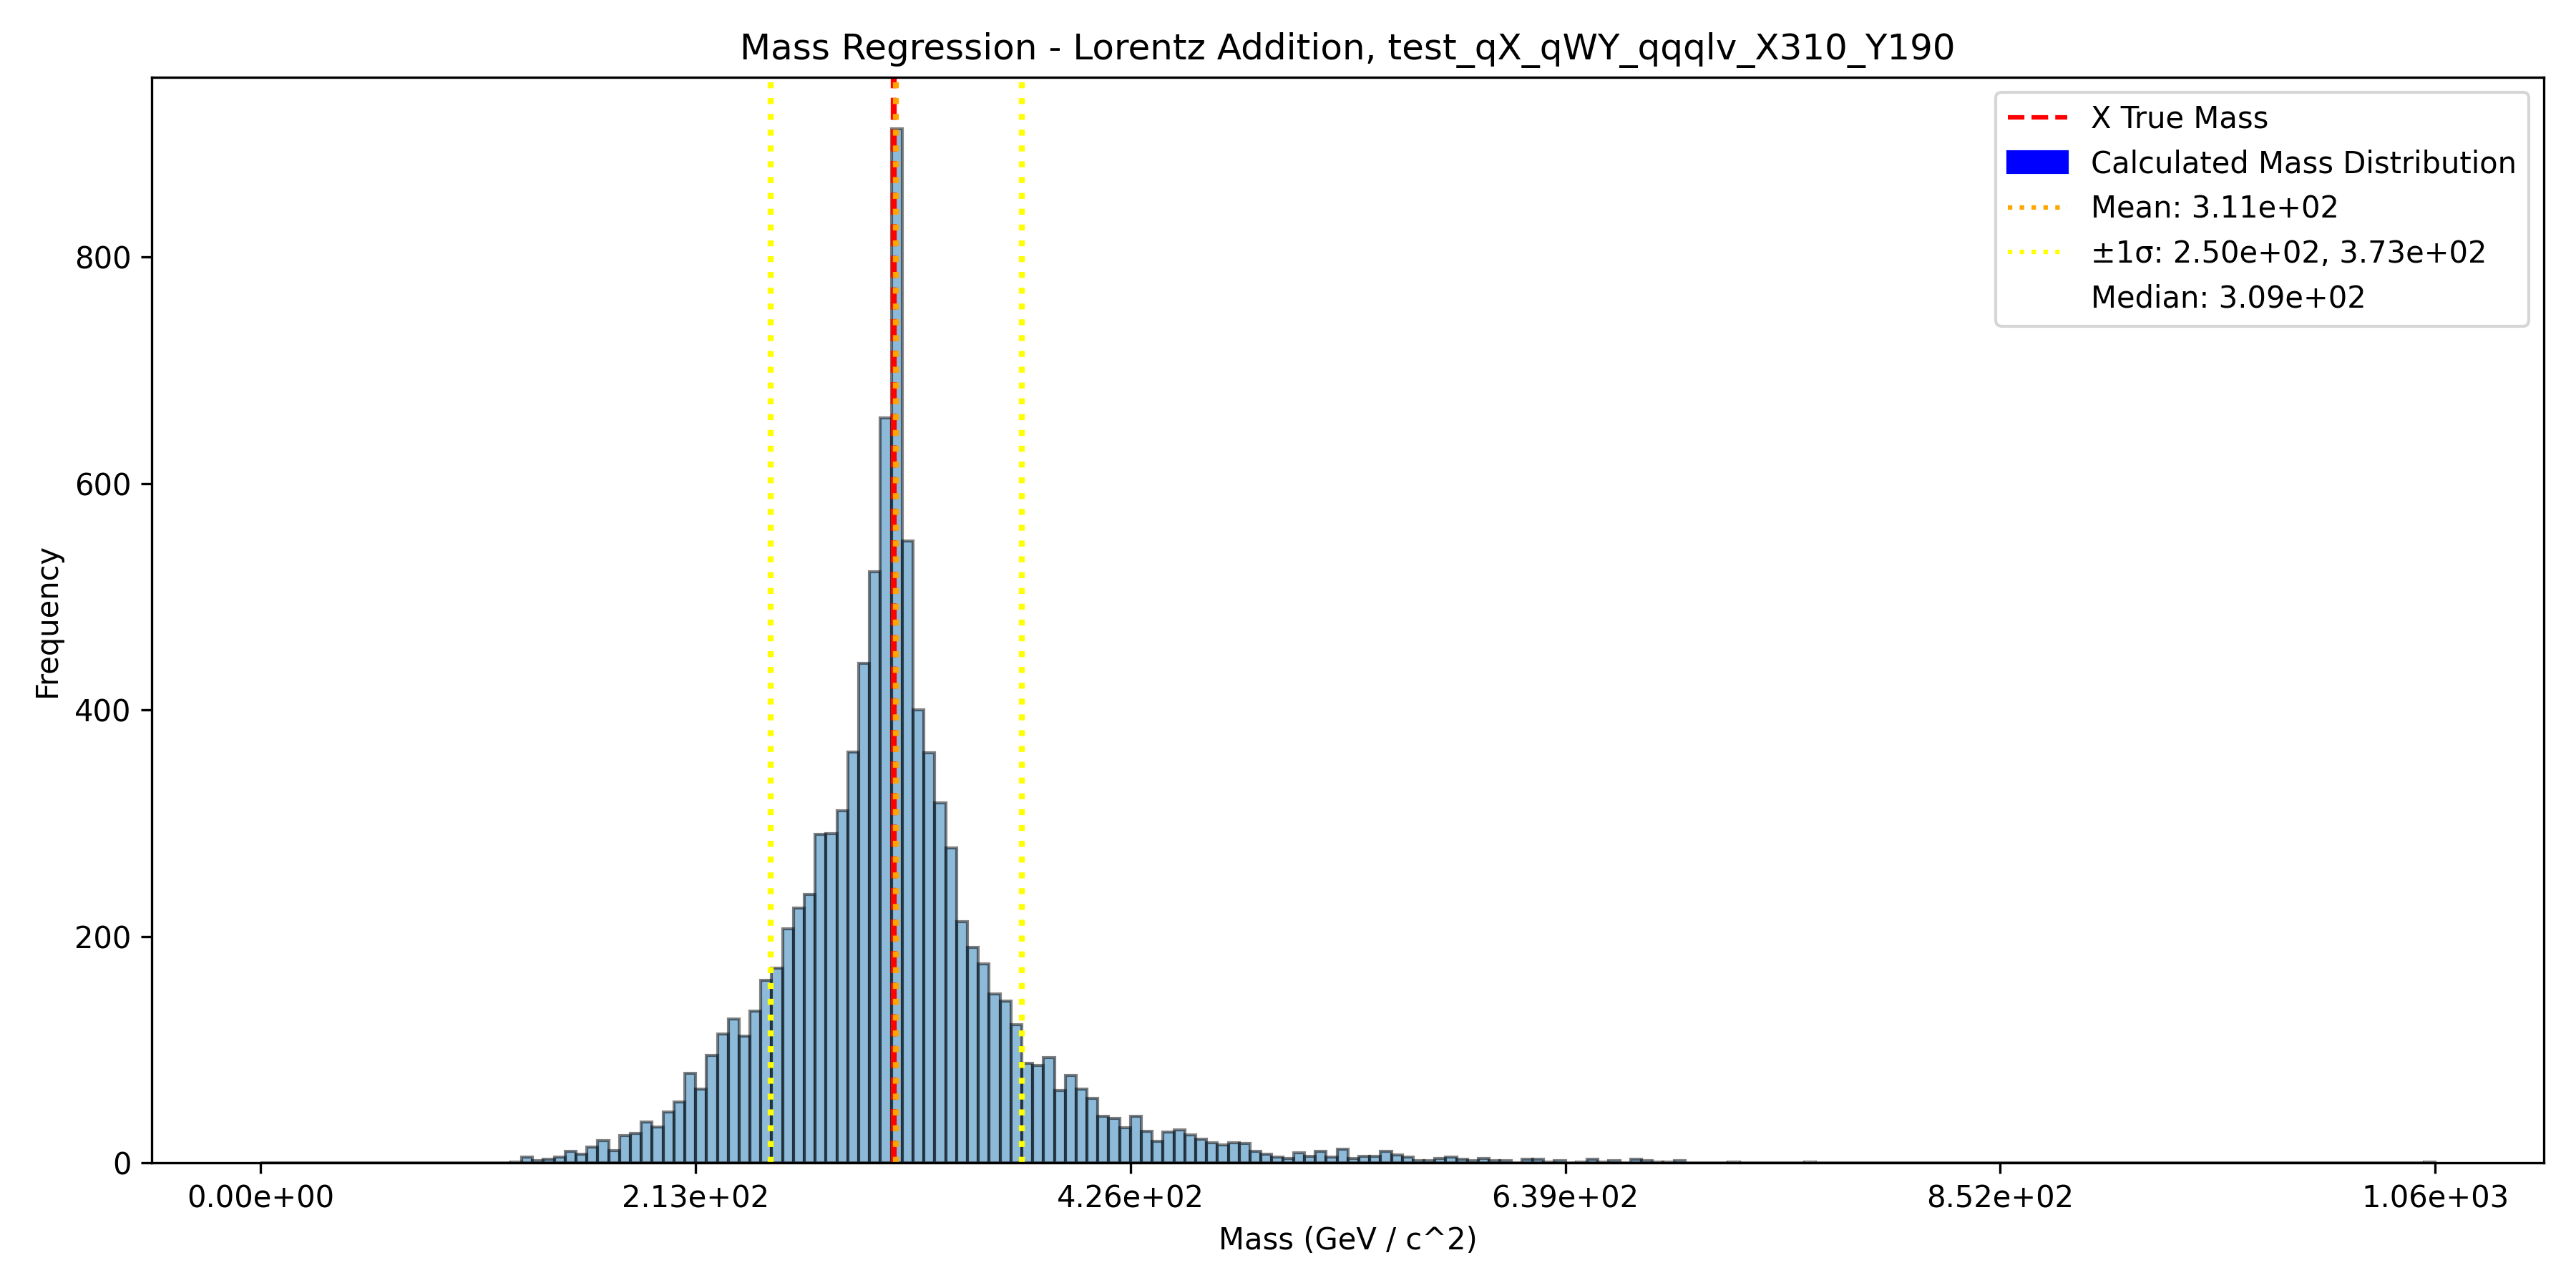 Mass Regression - Lorentz Addition, test_qX_qWY_qqqlv_X310_Y190
X True Mass
Calculated Mass Distribution
Mean: 3.11e+02
±1σ: 2.50e+02, 3.73e+02
Median: 3.09e+02
Frequency
800
600
400
200
0
0.00e+00 2.13e+02 4.26e+02 6.39e+02 8.52e+02 1.06e+03
Mass (GeV / c^2)